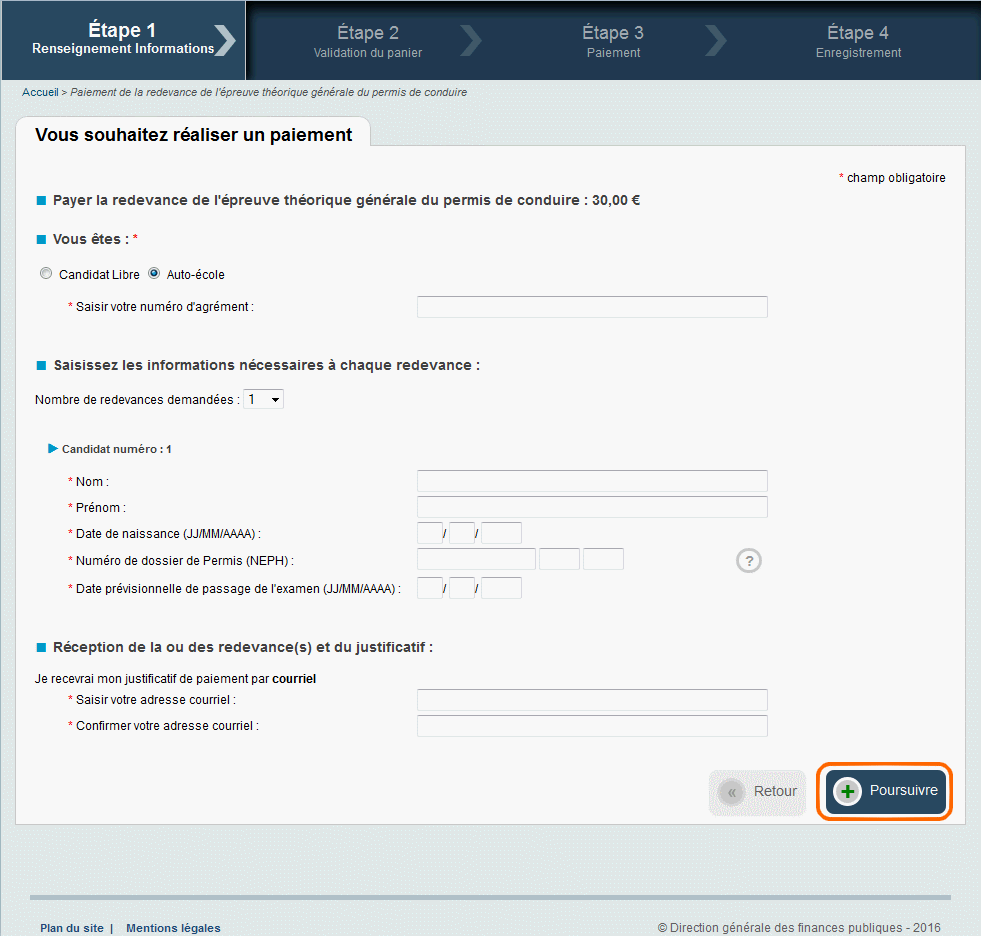 Étape 1
Renseignement Informations
Étape 2
Validation du panier
Étape 3
Paiement
Étape 4
Enregistrement
Accueil > Paiement de la redevance de l'épreuve théorique générale du permis de conduire
Vous souhaitez réaliser un paiement
* champ obligatoire
Payer la redevance de l'épreuve théorique générale du permis de conduire : 30,00 €
Vous êtes : *
Candidat Libre Auto-école
* Saisir votre numéro d'agrément :
Saisissez les informations nécessaires à chaque redevance :
Nombre de redevances demandées : 1
Candidat numéro : 1
* Nom :
* Prénom :
* Date de naissance (JJ/MM/AAAA) : / /
* Numéro de dossier de Permis (NEPH) : ?
* Date prévisionnelle de passage de l'examen (JJ/MM/AAAA) : / /
Réception de la ou des redevance(s) et du justificatif :
Je recevrai mon justificatif de paiement par courriel
* Saisir votre adresse courriel :
* Confirmer votre adresse courriel :
« Retour + Poursuivre
Plan du site | Mentions légales © Direction générale des finances publiques - 2016